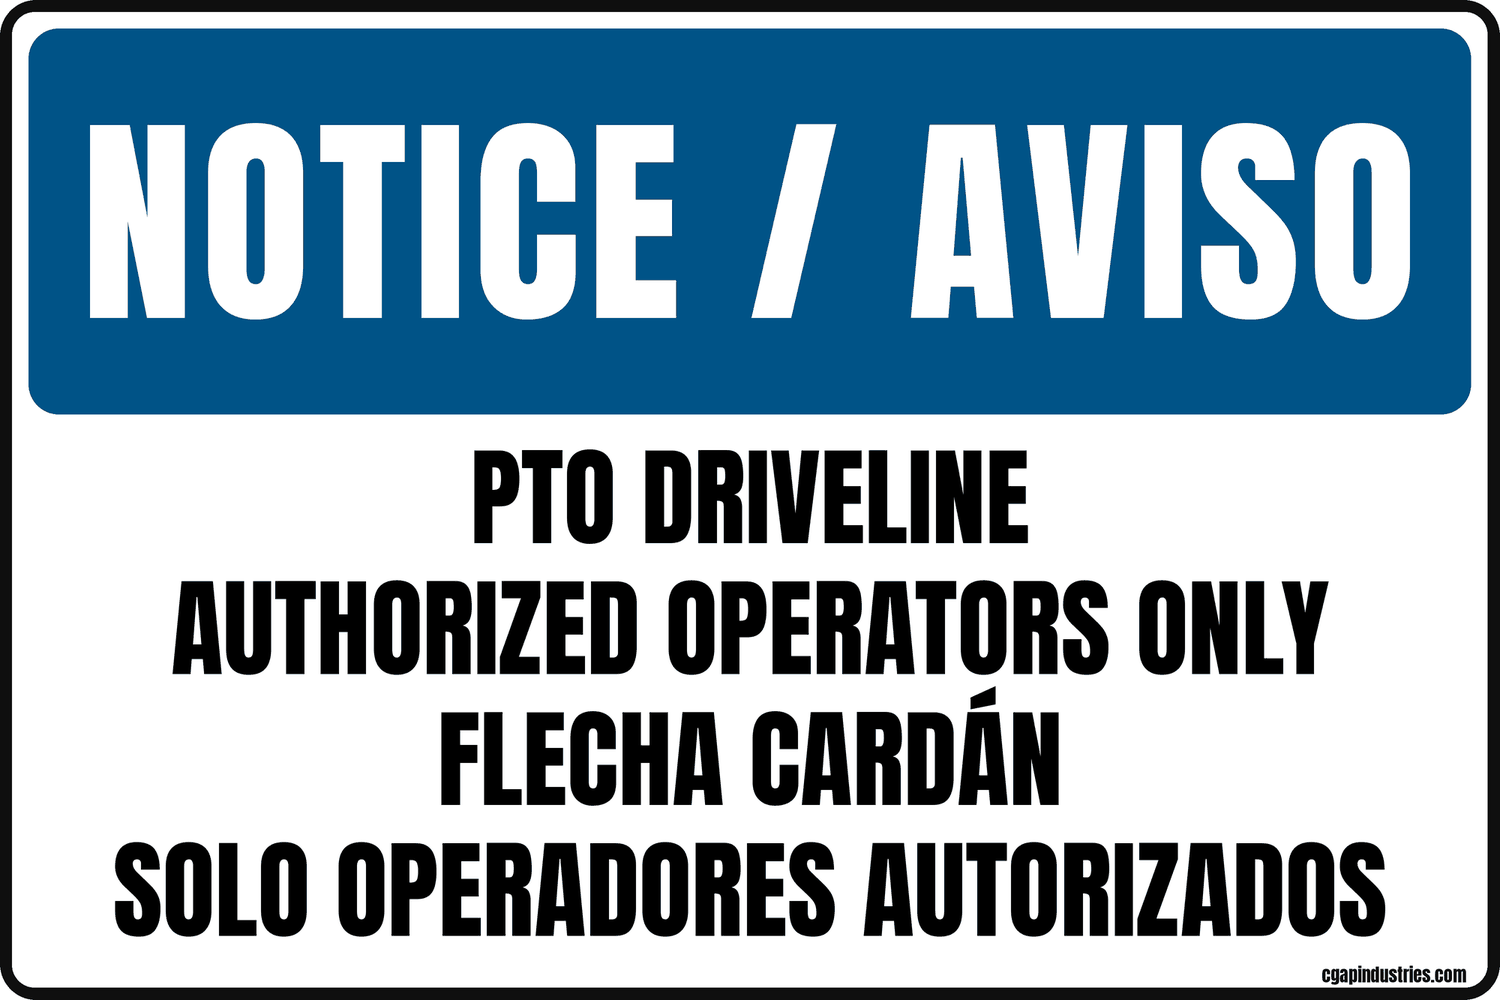 NOTICE / AVISO
PTO DRIVELINE
AUTHORIZED OPERATORS ONLY
FLECHA CARDÁN
SOLO OPERADORES AUTORIZADOS
cgapindustries.com